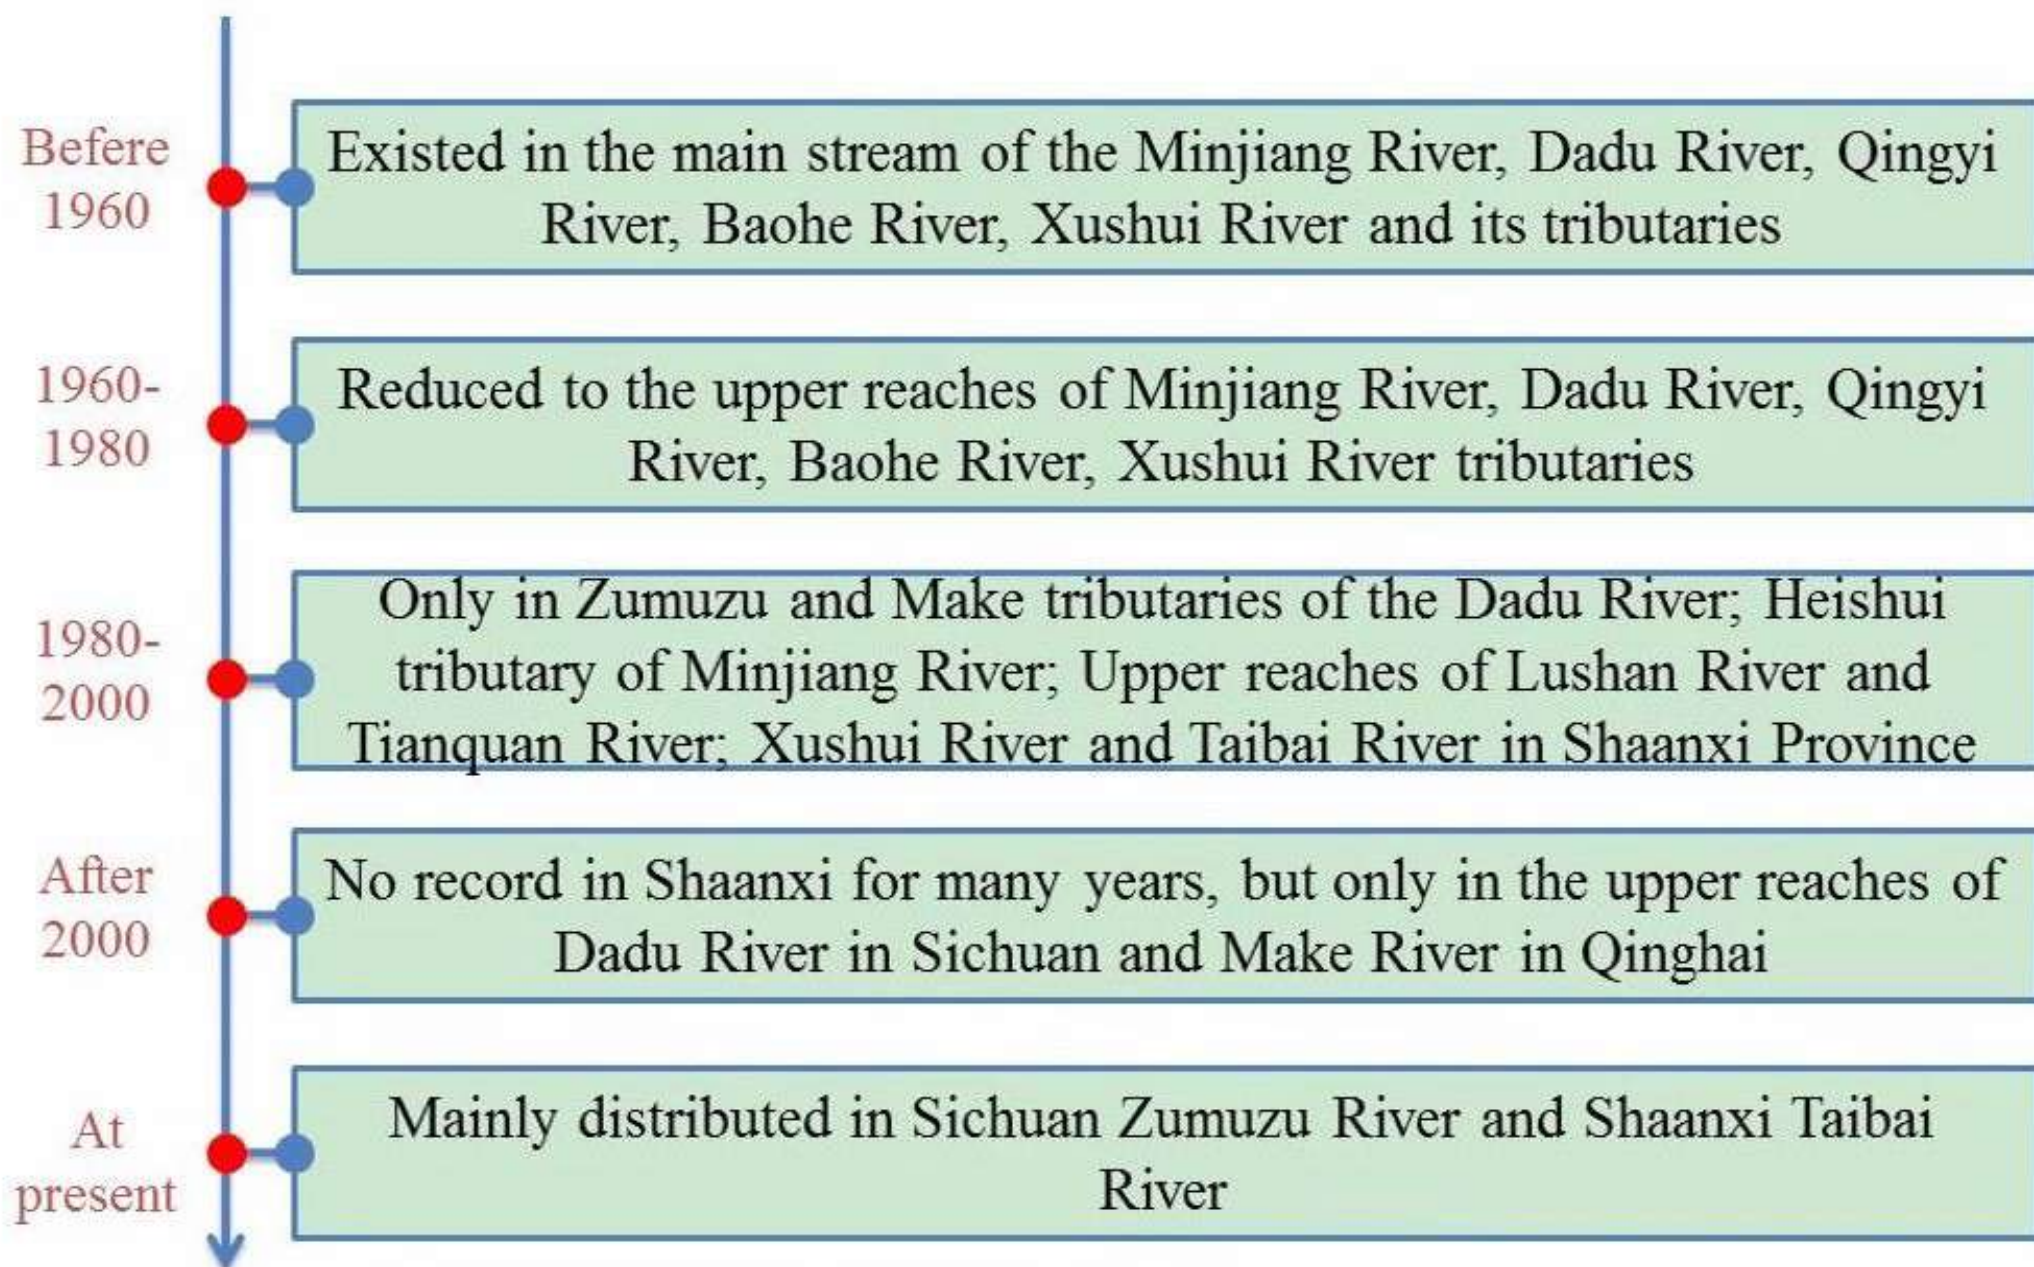 Befere
1960
Existed in the main stream of the Minjiang River, Dadu River, Qingyi
River, Baohe River, Xushui River and its tributaries
1960-
1980
Reduced to the upper reaches of Minjiang River, Dadu River, Qingyi
River, Baohe River, Xushui River tributaries
1980-
2000
Only in Zumuzu and Make tributaries of the Dadu River; Heishui
tributary of Minjiang River; Upper reaches of Lushan River and
Tianquan River; Xushui River and Taibai River in Shaanxi Province
After
2000
No record in Shaanxi for many years, but only in the upper reaches of
Dadu River in Sichuan and Make River in Qinghai
At
present
Mainly distributed in Sichuan Zumuzu River and Shaanxi Taibai
River